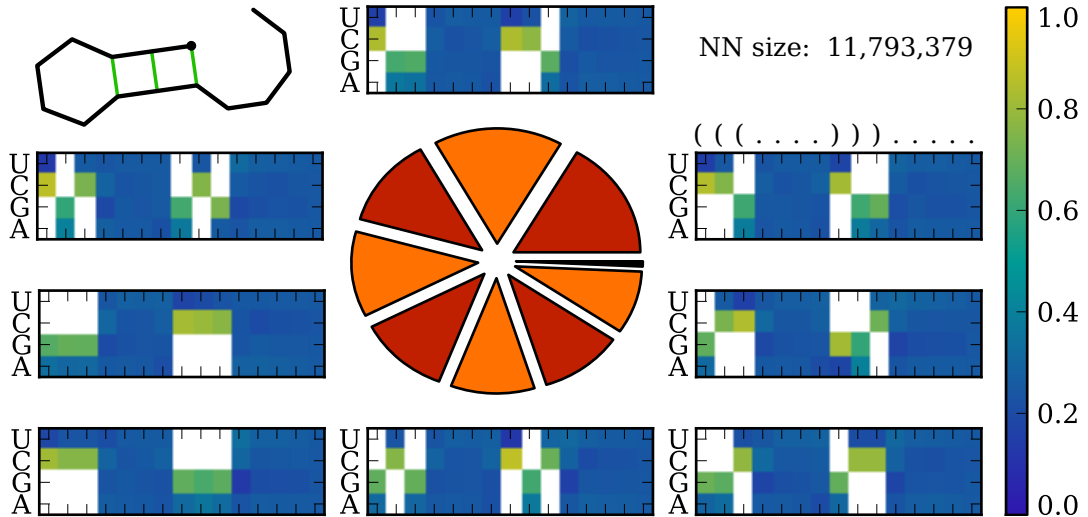 U
C
G
A
NN size: 11,793,379
1.0
0.8
0.6
0.4
0.2
0.0
( ( ( . . . . ) ) ) . . . . .
U
C
G
A
U
C
G
A
U
C
G
A
U
C
G
A
U
C
G
A
U
C
G
A
U
C
G
A